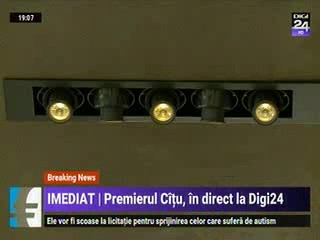 19:07
DIGI
24
HD
Breaking News
IMEDIAT | Premierul Cîțu, în direct la Digi24
Ele vor fi scoase la licitație pentru sprijinirea celor care suferă de autism